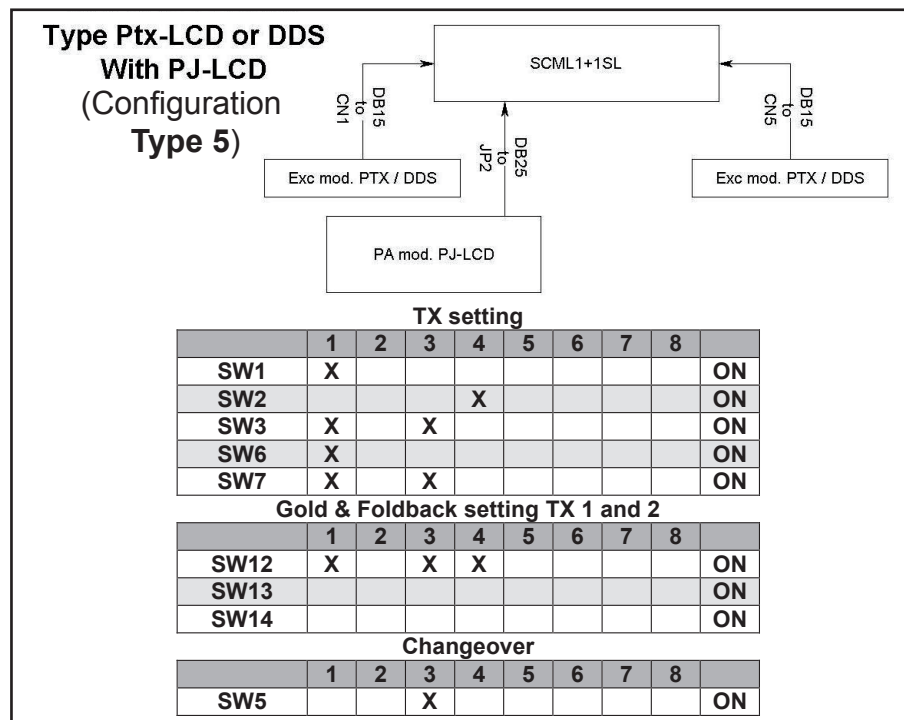 Type Ptx-LCD or DDS
With PJ-LCD
(Configuration
Type 5)
SCML1+1SL
DB15
to
CN1
DB25
to
JP2
DB15
to
CN5
Exc mod. PTX / DDS
Exc mod. PTX / DDS
PA mod. PJ-LCD
TX setting
1 2 3 4 5 6 7 8
SW1 X ON
SW2 X ON
SW3 X X ON
SW6 X ON
SW7 X X ON
Gold & Foldback setting TX 1 and 2
1 2 3 4 5 6 7 8
SW12 X X X ON
SW13 ON
SW14 ON
Changeover
1 2 3 4 5 6 7 8
SW5 X ON